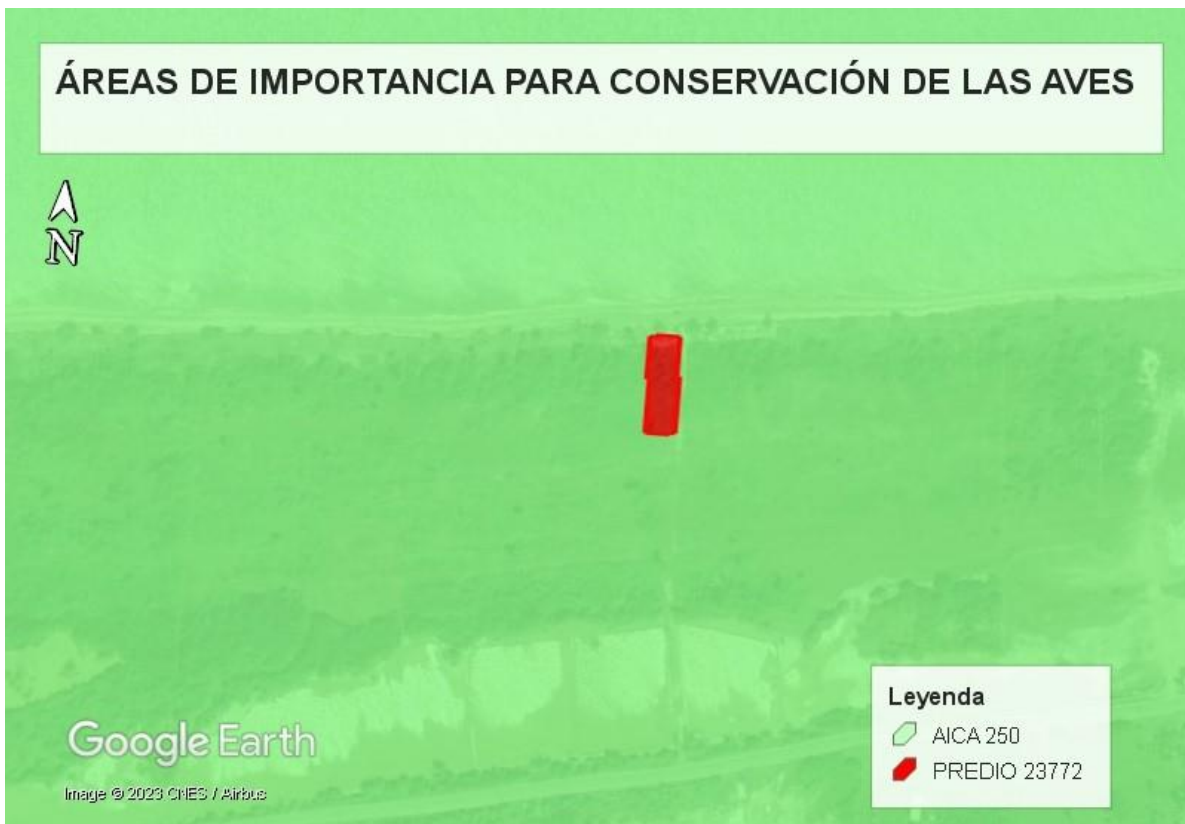 ÁREAS DE IMPORTANCIA PARA CONSERVACIÓN DE LAS AVES
N
Leyenda
AICA 250
PREDIO 23772
Google Earth
Image © 2023 CNES / Airbus